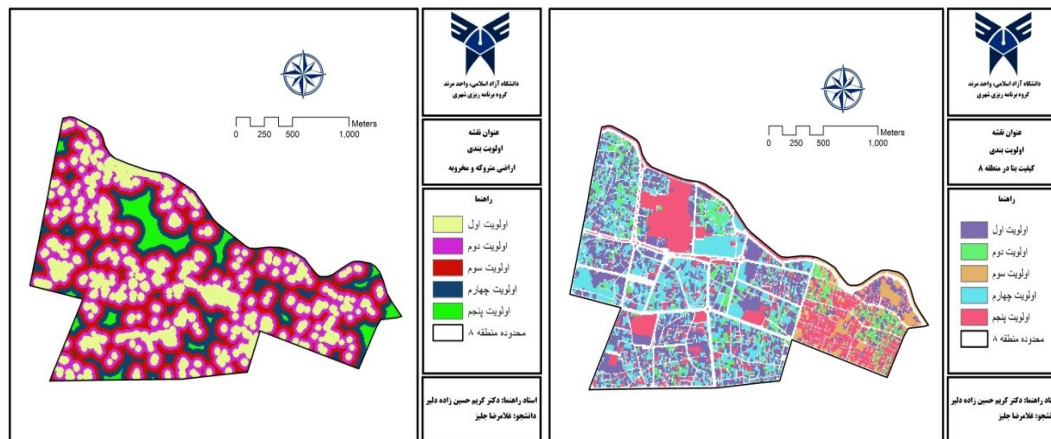 دانشگاه آزاد اسلامی، واحد مرند
گروه برنامه ریزی شهری
Meters
0 250 500 1,000
عنوان نقشه
اولویت بندی
اراضی متروکه و مخروبه
راهنما
اولویت اول
اولویت دوم
اولویت سوم
اولویت چهارم
اولویت پنجم
محدوده منطقه ۸
استاد راهنما: دکتر کریم حسین زاده دلیر
دانشجو: غلامرضا جلیز
دانشگاه آزاد اسلامی، واحد مرند
گروه برنامه ریزی شهری
Meters
0 250 500 1,000
عنوان نقشه
اولویت بندی
کیفیت بنا در منطقه ۸
راهنما
اولویت اول
اولویت دوم
اولویت سوم
اولویت چهارم
اولویت پنجم
محدوده منطقه ۸
ستاد راهنما: دکتر کریم حسین زاده دلیر
دانشجو: غلامرضا جلیز